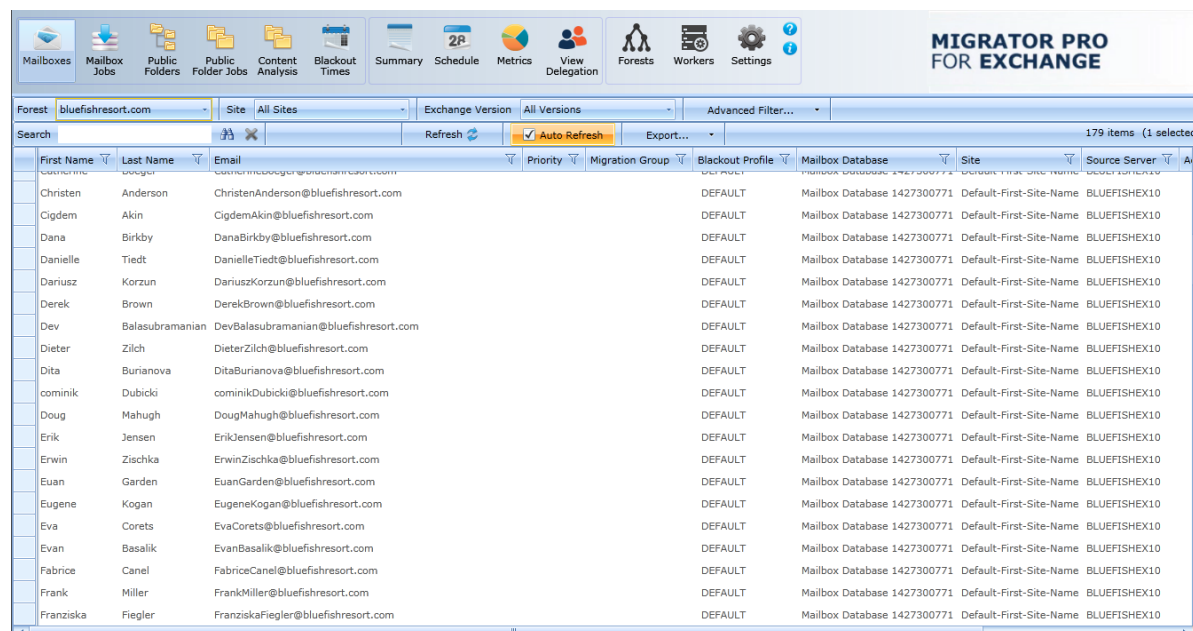 Mailboxes Mailbox Jobs Public Folders Public Folder Jobs Content Analysis Blackout Times Summary Schedule Metrics View Delegation Forests Workers Settings
28
MIGRATOR PRO
FOR EXCHANGE
Forest bluefishresort.com Site All Sites Exchange Version All Versions Advanced Filter...
Search Refresh Auto Refresh Export... 179 items (1 selected
First Name Last Name Email Priority Migration Group Blackout Profile Mailbox Database Site Source Server
Christen Anderson ChristenAnderson@bluefishresort.com DEFAULT Mailbox Database 1427300771 Default-First-Site-Name BLUEFISHEX10
Cigdem Akin CigdemAkin@bluefishresort.com DEFAULT Mailbox Database 1427300771 Default-First-Site-Name BLUEFISHEX10
Dana Birkby DanaBirkby@bluefishresort.com DEFAULT Mailbox Database 1427300771 Default-First-Site-Name BLUEFISHEX10
Danielle Tiedt DanielleTiedt@bluefishresort.com DEFAULT Mailbox Database 1427300771 Default-First-Site-Name BLUEFISHEX10
Dariusz Korzun DariuszKorzun@bluefishresort.com DEFAULT Mailbox Database 1427300771 Default-First-Site-Name BLUEFISHEX10
Derek Brown DerekBrown@bluefishresort.com DEFAULT Mailbox Database 1427300771 Default-First-Site-Name BLUEFISHEX10
Dev Balasubramanian DevBalasubramanian@bluefishresort.com DEFAULT Mailbox Database 1427300771 Default-First-Site-Name BLUEFISHEX10
Dieter Zilch DieterZilch@bluefishresort.com DEFAULT Mailbox Database 1427300771 Default-First-Site-Name BLUEFISHEX10
Dita Burianova DitaBurianova@bluefishresort.com DEFAULT Mailbox Database 1427300771 Default-First-Site-Name BLUEFISHEX10
cominik Dubicki cominikDubicki@bluefishresort.com DEFAULT Mailbox Database 1427300771 Default-First-Site-Name BLUEFISHEX10
Doug Mahugh DougMahugh@bluefishresort.com DEFAULT Mailbox Database 1427300771 Default-First-Site-Name BLUEFISHEX10
Erik Jensen ErikJensen@bluefishresort.com DEFAULT Mailbox Database 1427300771 Default-First-Site-Name BLUEFISHEX10
Erwin Zischka ErwinZischka@bluefishresort.com DEFAULT Mailbox Database 1427300771 Default-First-Site-Name BLUEFISHEX10
Euan Garden EuanGarden@bluefishresort.com DEFAULT Mailbox Database 1427300771 Default-First-Site-Name BLUEFISHEX10
Eugene Kogan EugeneKogan@bluefishresort.com DEFAULT Mailbox Database 1427300771 Default-First-Site-Name BLUEFISHEX10
Eva Corets EvaCorets@bluefishresort.com DEFAULT Mailbox Database 1427300771 Default-First-Site-Name BLUEFISHEX10
Evan Basalik EvanBasalik@bluefishresort.com DEFAULT Mailbox Database 1427300771 Default-First-Site-Name BLUEFISHEX10
Fabrice Canel FabriceCanel@bluefishresort.com DEFAULT Mailbox Database 1427300771 Default-First-Site-Name BLUEFISHEX10
Frank Miller FrankMiller@bluefishresort.com DEFAULT Mailbox Database 1427300771 Default-First-Site-Name BLUEFISHEX10
Franziska Fiegler FranziskaFiegler@bluefishresort.com DEFAULT Mailbox Database 1427300771 Default-First-Site-Name BLUEFISHEX10